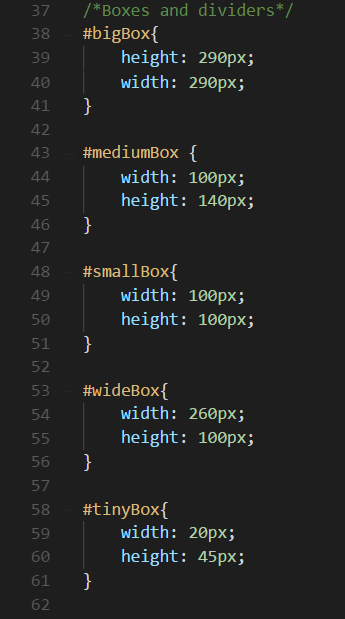 37 /*Boxes and dividers*/
38 #bigBox{
39 height: 290px;
40 width: 290px;
41 }
42
43 #mediumBox {
44 width: 100px;
45 height: 140px;
46 }
47
48 #smallBox{
49 width: 100px;
50 height: 100px;
51 }
52
53 #wideBox{
54 width: 260px;
55 height: 100px;
56 }
57
58 #tinyBox{
59 width: 20px;
60 height: 45px;
61 }
62